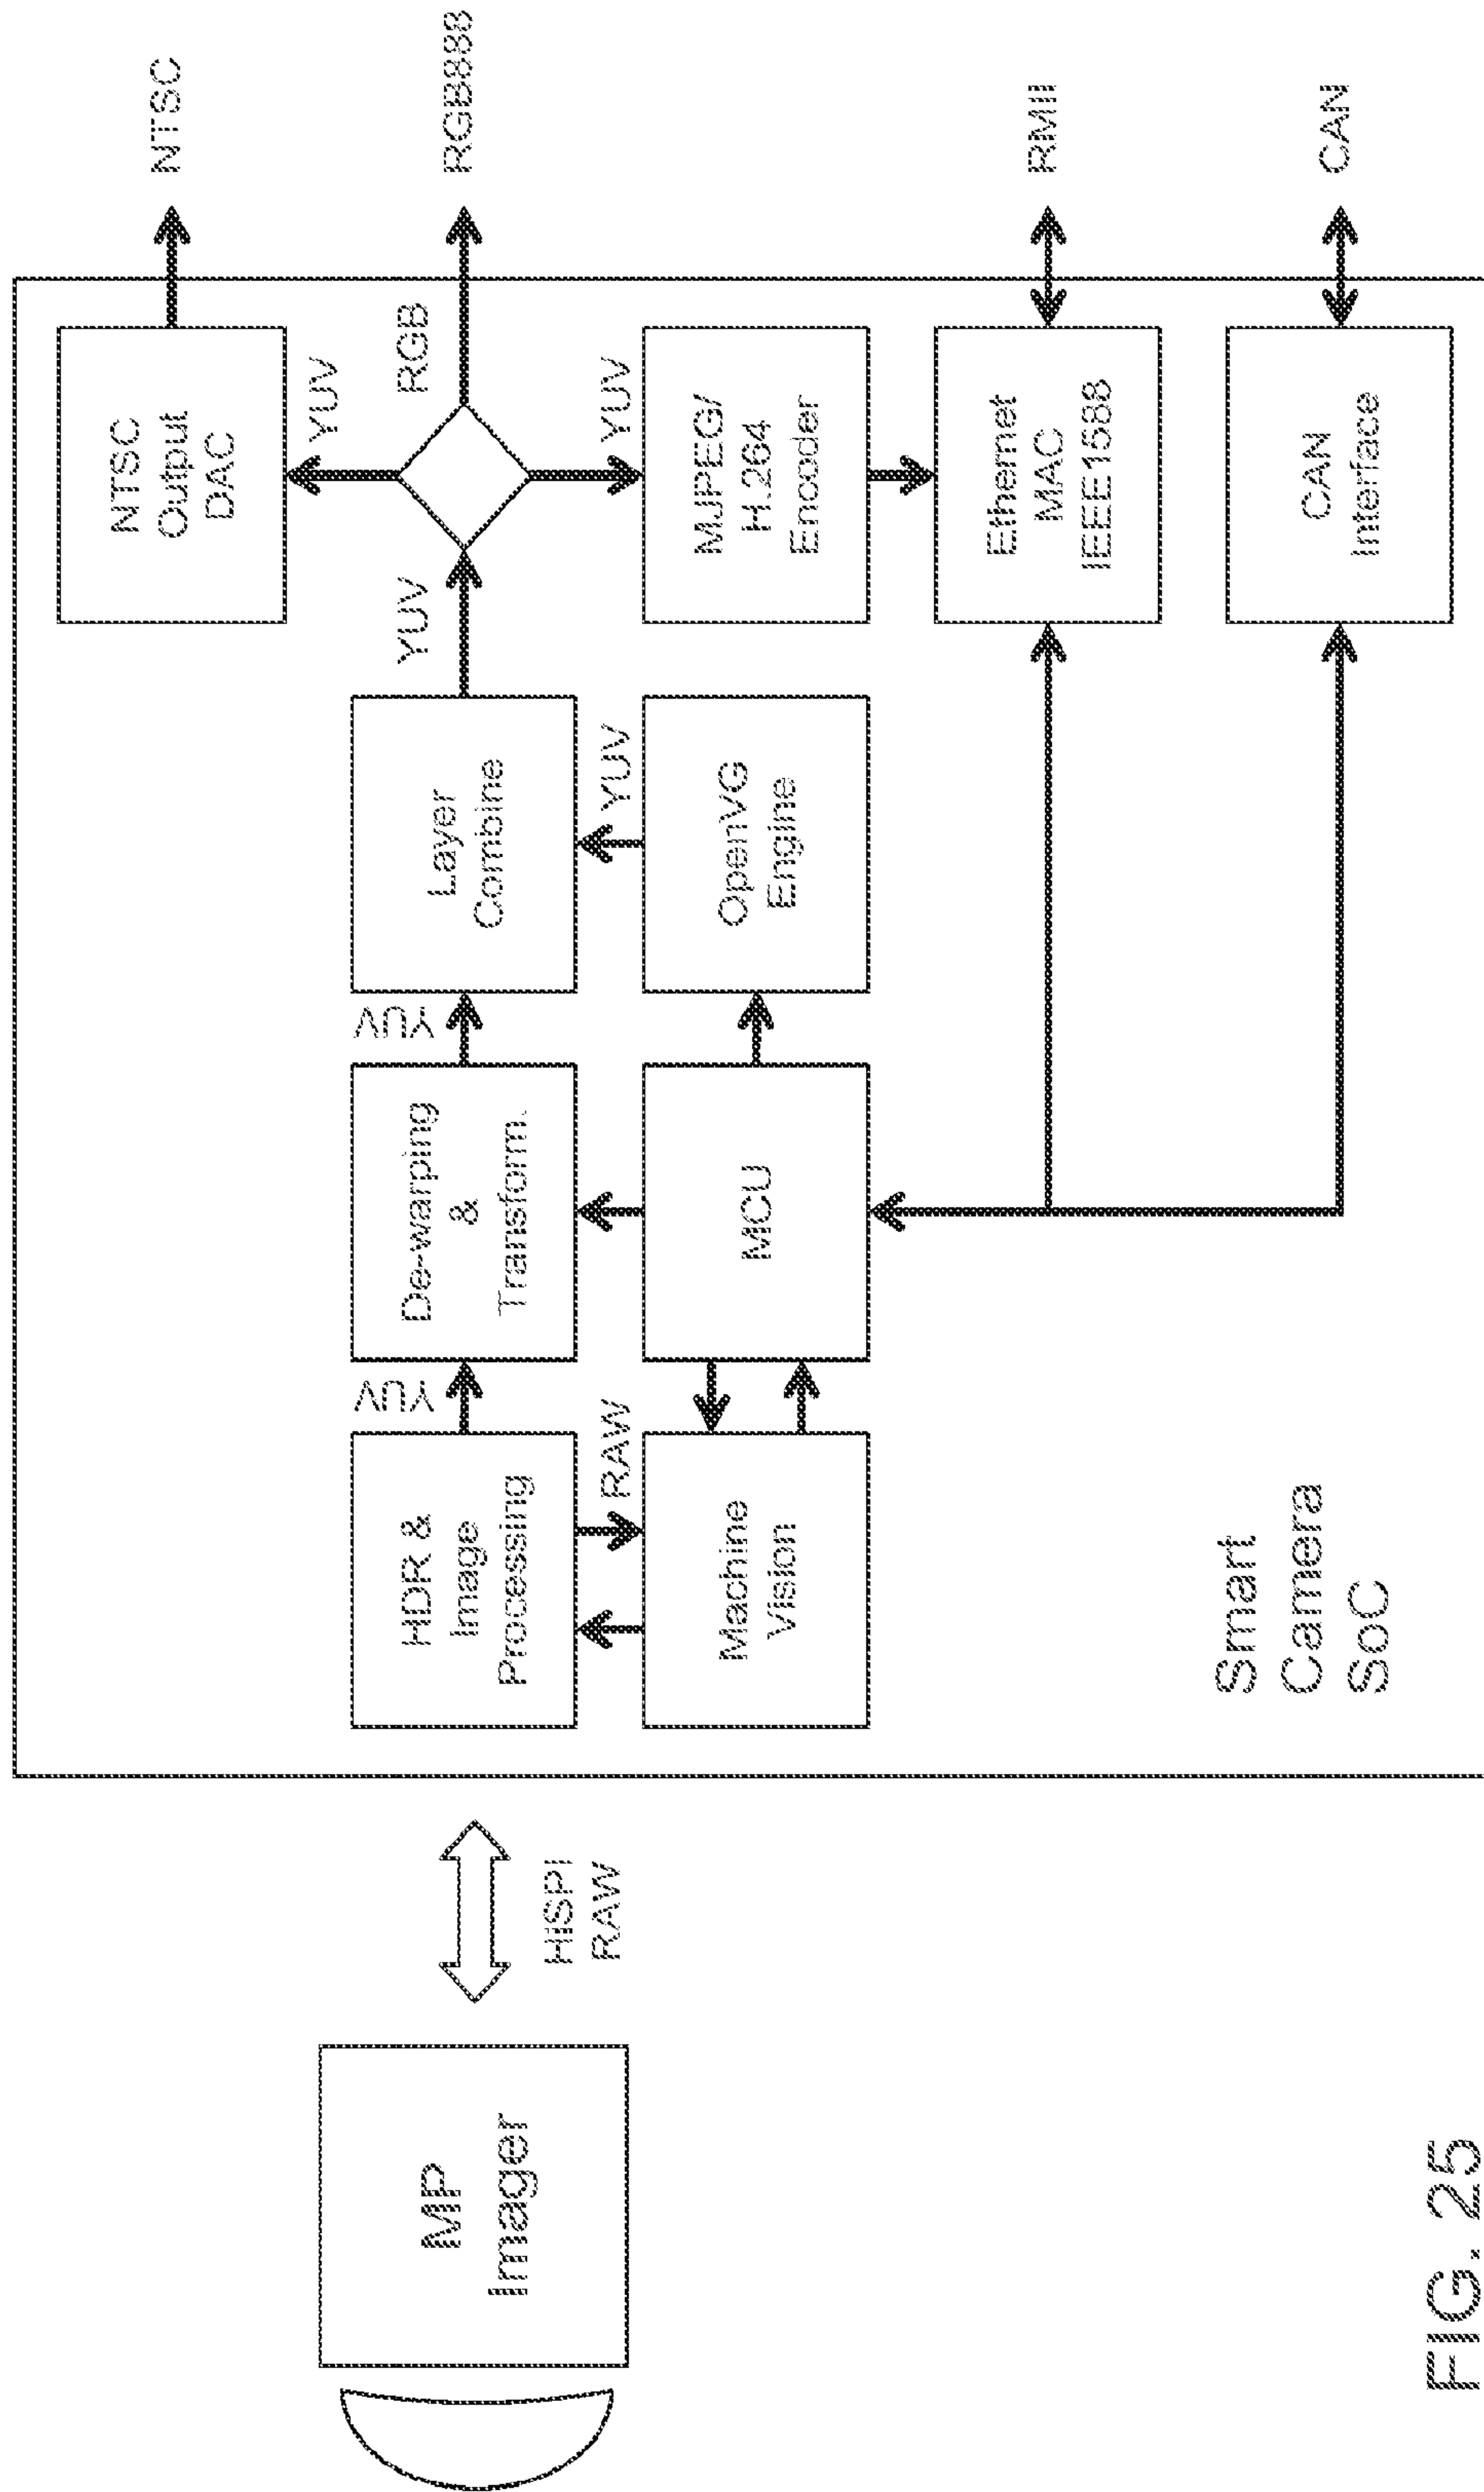 NTSC
NTSC
Output
DAC
YUV
RGB
RGB888
YUV
YUV
YUV
YUV
HDR &
Image
Processing
De-warping
&
Transform.
Layer
Combine
RAW
YUV
MJPEG/
H.264
Encoder
Machine
Vision
MCU
OpenVG
Engine
Ethernet
MAC
IEEE1588
RMII
CAN
Interface
CAN
MP
Imager
HiSPI
RAW
Smart
Camera
SoC
FIG. 25